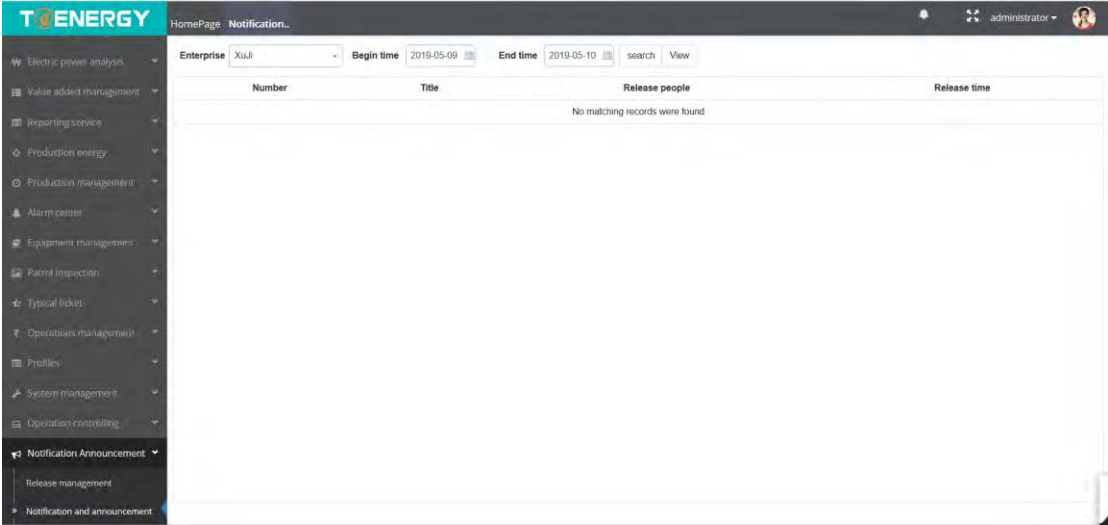 T@ENERGY
HomePage Notification..
administrator
Enterprise XuJi Begin time 2019-05-09 End time 2019-05-10 search View
Number Title Release people Release time
No matching records were found
Electric power analysis
Value added management
Reporting service
Production energy
Production management
Alarm center
Equipment management
Patrol inspection
Typical ticket
Operations management
Profiles
System management
Operation controlling
Notification Announcement
Release management
Notification and announcement